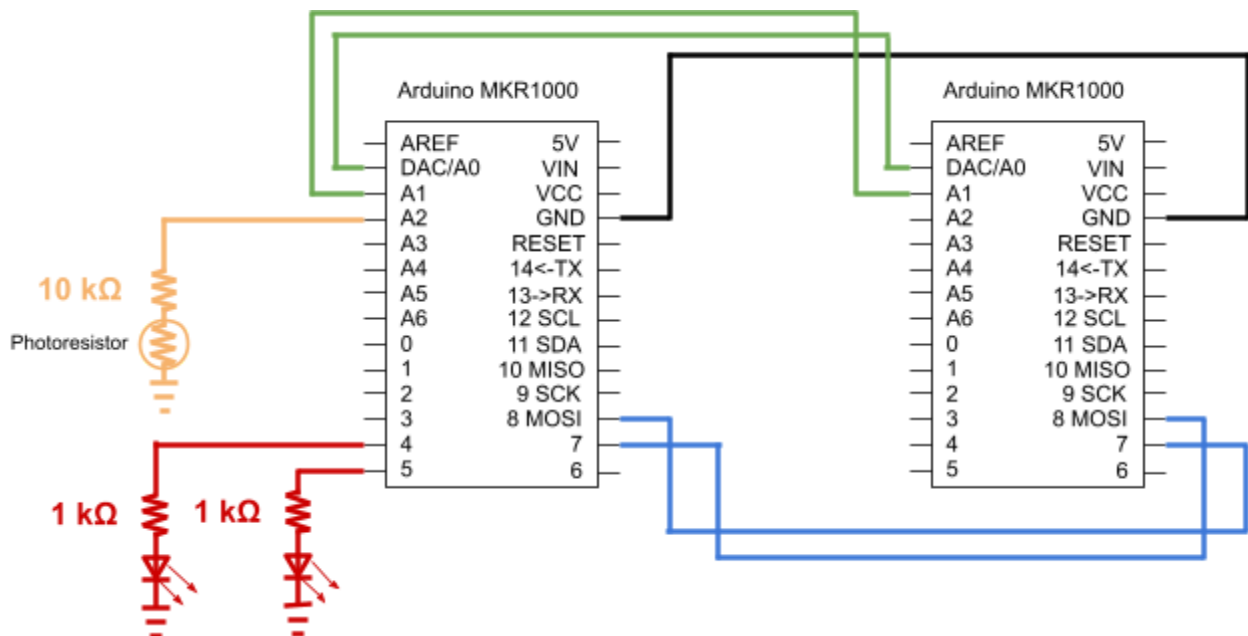 Arduino MKR1000
AREF 5V
DAC/A0 VIN
A1 VCC
A2 GND
A3 RESET
A4 14<-TX
A5 13->RX
A6 12 SCL
0 11 SDA
1 10 MISO
2 9 SCK
3 8 MOSI
4 7
5 6
Arduino MKR1000
AREF 5V
DAC/A0 VIN
A1 VCC
A2 GND
A3 RESET
A4 14<-TX
A5 13->RX
A6 12 SCL
0 11 SDA
1 10 MISO
2 9 SCK
3 8 MOSI
4 7
5 6
10 kΩ
Photoresistor
1 kΩ
1 kΩ